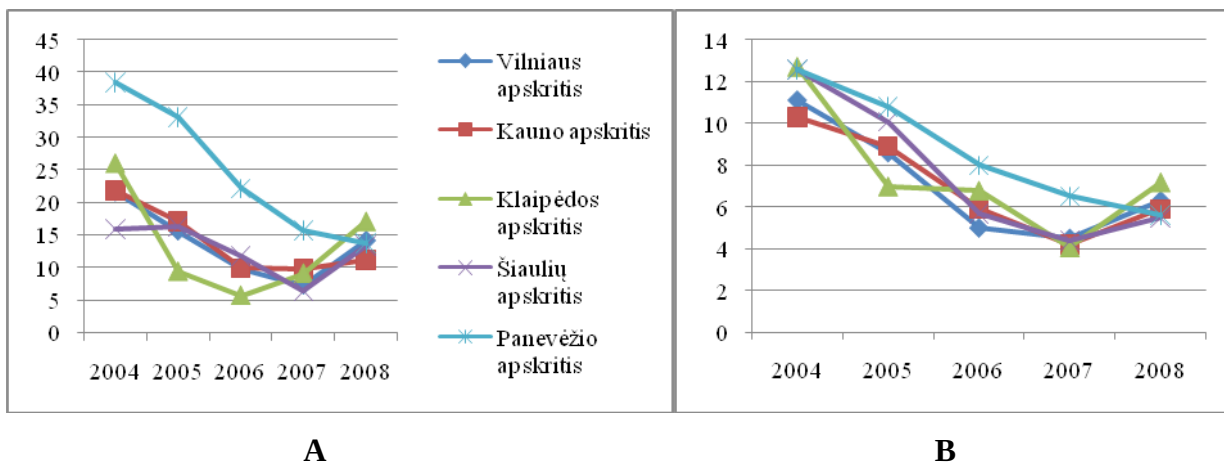 45
40
35
30
25
20
15
10
5
0
2004 2005 2006 2007 2008
Vilniaus
apskritis
Kauno apskritis
Klaipėdos
apskritis
Šiaulių
apskritis
Panevėžio
apskritis
14
12
10
8
6
4
2
0
2004 2005 2006 2007 2008
A
B